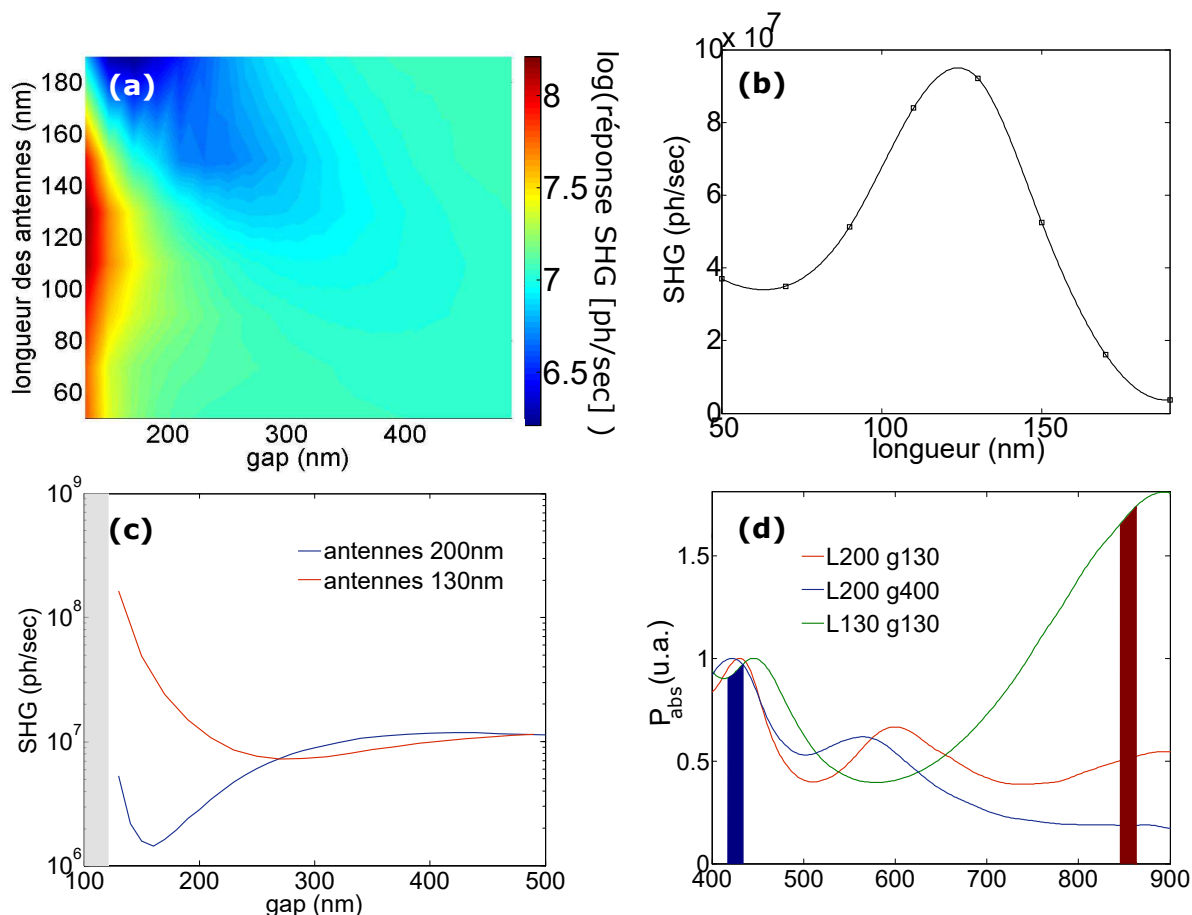 (a)
longueur des antennes (nm)
180
160
140
120
100
80
60
200
300
400
gap (nm)
8
7.5
7
6.5
log(réponse SHG [ph/sec] )
(b)
x 10^7
10
8
6
4
2
0
SHG (ph/sec)
50
100
150
longueur (nm)
(c)
10^9
10^8
10^7
10^6
SHG (ph/sec)
antennes 200nm
antennes 130nm
100
200
300
400
500
gap (nm)
(d)
1.5
1
0.5
0
P_abs (u.a.)
L200 g130
L200 g400
L130 g130
400
500
600
700
800
900